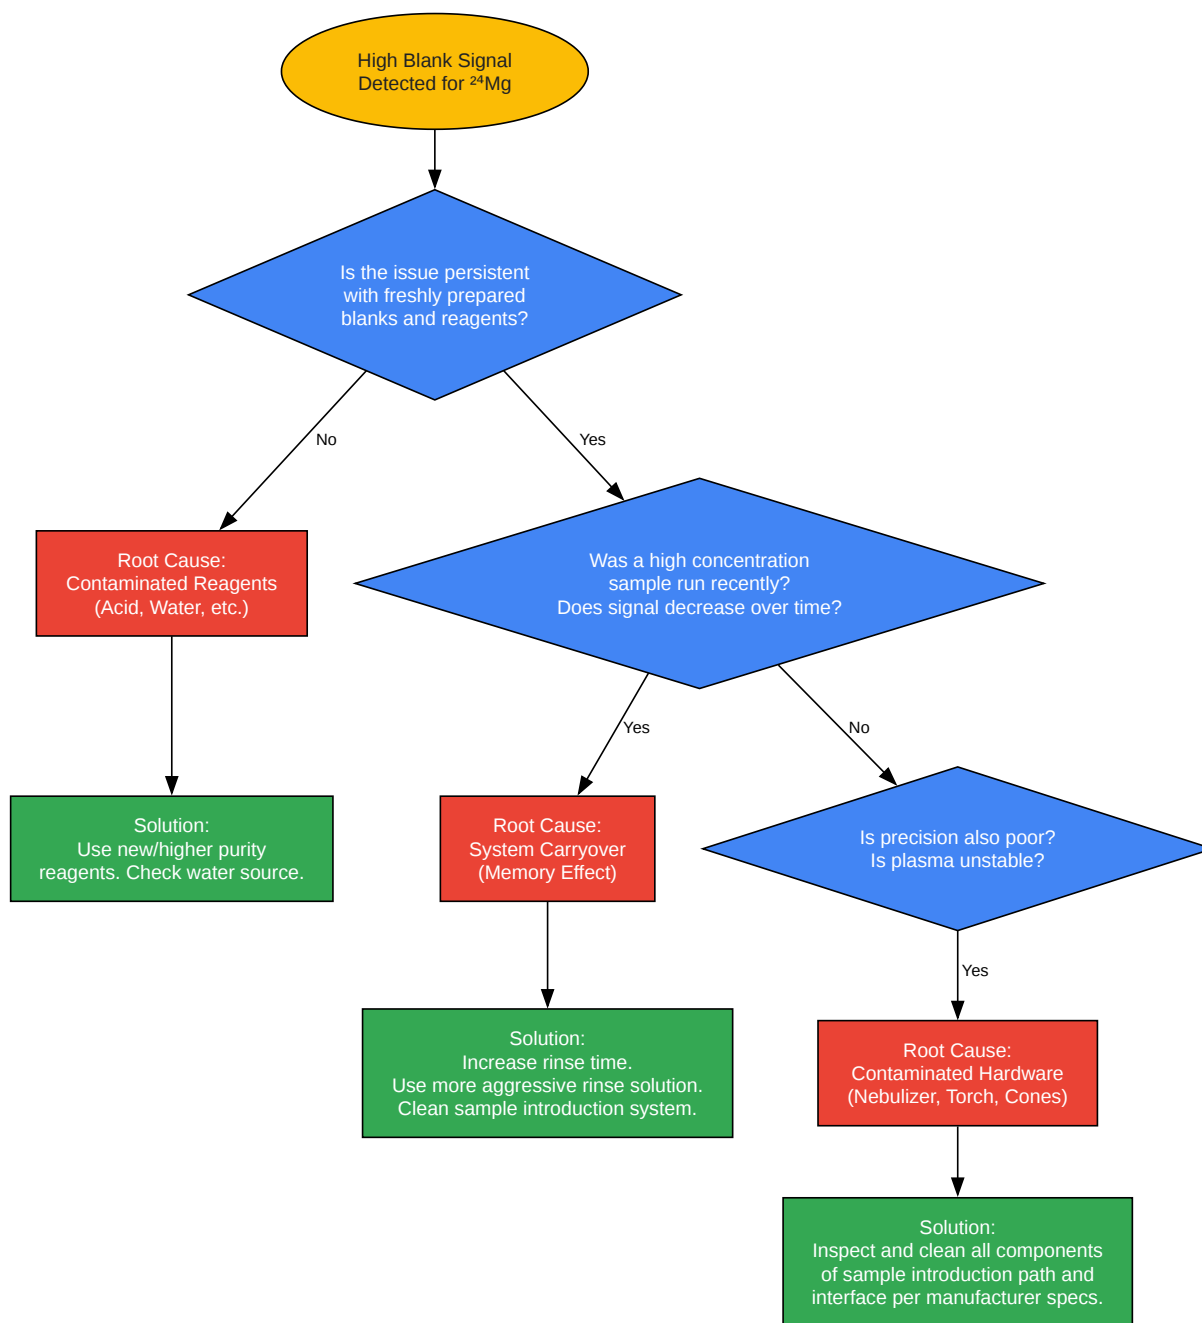 High Blank Signal
Detected for ²⁴Mg
Is the issue persistent
with freshly prepared
blanks and reagents?
No
Yes
Root Cause:
Contaminated Reagents
(Acid, Water, etc.)
Was a high concentration
sample run recently?
Does signal decrease over time?
Yes
No
Solution:
Use new/higher purity
reagents. Check water source.
Root Cause:
System Carryover
(Memory Effect)
Is precision also poor?
Is plasma unstable?
Yes
Solution:
Increase rinse time.
Use more aggressive rinse solution.
Clean sample introduction system.
Root Cause:
Contaminated Hardware
(Nebulizer, Torch, Cones)
Solution:
Inspect and clean all components
of sample introduction path and
interface per manufacturer specs.